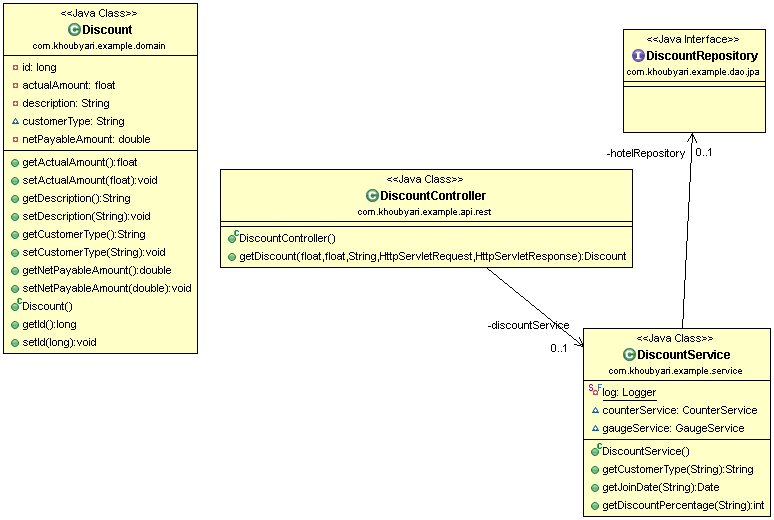 <<Java Class>>
Discount
com.khoubyari.example.domain
id: long
actualAmount: float
description: String
customerType: String
netPayableAmount: double
getActualAmount():float
setActualAmount(float):void
getDescription():String
setDescription(String):void
getCustomerType():String
setCustomerType(String):void
getNetPayableAmount():double
setNetPayableAmount(double):void
Discount()
getId():long
setId(long):void
<<Java Interface>>
DiscountRepository
com.khoubyari.example.dao.jpa
-hotelRepository
0..1
<<Java Class>>
DiscountController
com.khoubyari.example.api.rest
DiscountController()
getDiscount(float,float,String,HttpServletRequest,HttpServletResponse):Discount
-discountService
0..1
<<Java Class>>
DiscountService
com.khoubyari.example.service
log: Logger
counterService: CounterService
gaugeService: GaugeService
DiscountService()
getCustomerType(String):String
getJoinDate(String):Date
getDiscountPercentage(String):int